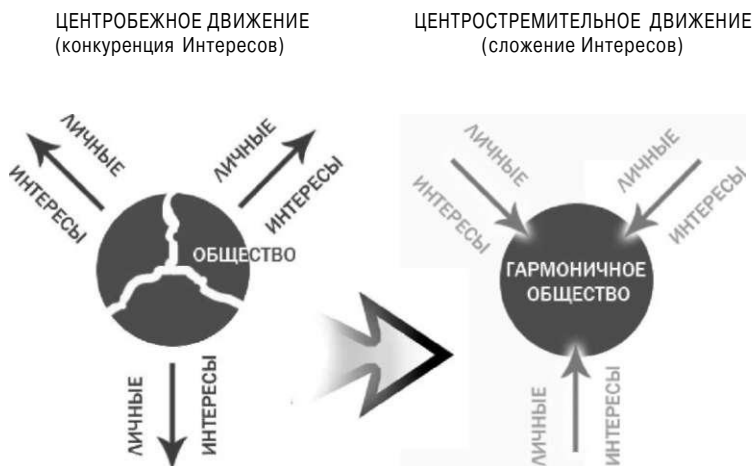 ЦЕНТРОБЕЖНОЕ ДВИЖЕНИЕ
(конкуренция Интересов)
ЛИЧНЫЕ
ИНТЕРЕСЫ
ЛИЧНЫЕ
ИНТЕРЕСЫ
ОБЩЕСТВО
ЛИЧНЫЕ
ИНТЕРЕСЫ
ЦЕНТРОСТРЕМИТЕЛЬНОЕ ДВИЖЕНИЕ
(сложение Интересов)
ЛИЧНЫЕ
ИНТЕРЕСЫ
ЛИЧНЫЕ
ИНТЕРЕСЫ
ГАРМОНИЧНОЕ
ОБЩЕСТВО
ЛИЧНЫЕ
ИНТЕРЕСЫ